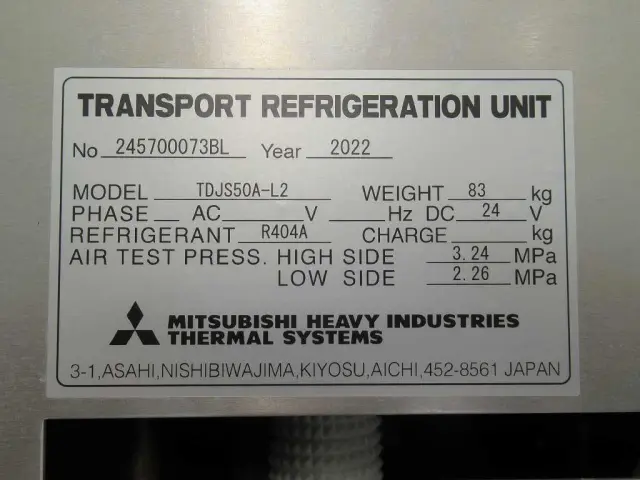 TRANSPORT REFRIGERATION UNIT
No 245700073BL Year 2022
MODEL TDJS50A-L2 WEIGHT 83 kg
PHASE AC V Hz DC 24 V
REFRIGERANT R404A CHARGE kg
AIR TEST PRESS. HIGH SIDE 3.24 MPa
LOW SIDE 2.26 MPa
MITSUBISHI HEAVY INDUSTRIES
THERMAL SYSTEMS
3-1,ASAHI,NISHIBIWAJIMA,KIYOSU,AICHI,452-8561 JAPAN